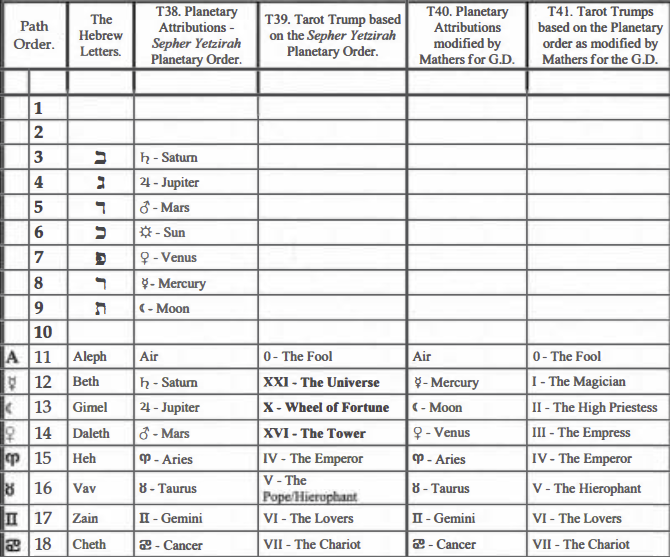 Path Order. The Hebrew Letters. T38. Planetary Attributions - Sepher Yetzirah Planetary Order. T39. Tarot Trump based on the Sepher Yetzirah Planetary Order. T40. Planetary Attributions modified by Mathers for G.D. T41. Tarot Trumps based on the Planetary order as modified by Mathers for the G.D.
1
2
3 ב ♄ - Saturn
4 ג ♃ - Jupiter
5 ד ♂ - Mars
6 כ ☼ - Sun
7 פ ♀ - Venus
8 ר ☿ - Mercury
9 ת ☾ - Moon
10
A 11 Aleph Air 0 - The Fool Air 0 - The Fool
☿ 12 Beth ♄ - Saturn XXI - The Universe ☿ - Mercury I - The Magician
☾ 13 Gimel ♃ - Jupiter X - Wheel of Fortune ☾ - Moon II - The High Priestess
♀ 14 Daleth ♂ - Mars XVI - The Tower ♀ - Venus III - The Empress
♈ 15 Heh ♈ - Aries IV - The Emperor ♈ - Aries IV - The Emperor
♉ 16 Vav ♉ - Taurus V - The Pope/Hierophant ♉ - Taurus V - The Hierophant
♊ 17 Zain ♊ - Gemini VI - The Lovers ♊ - Gemini VI - The Lovers
♋ 18 Cheth ♋ - Cancer VII - The Chariot ♋ - Cancer VII - The Chariot